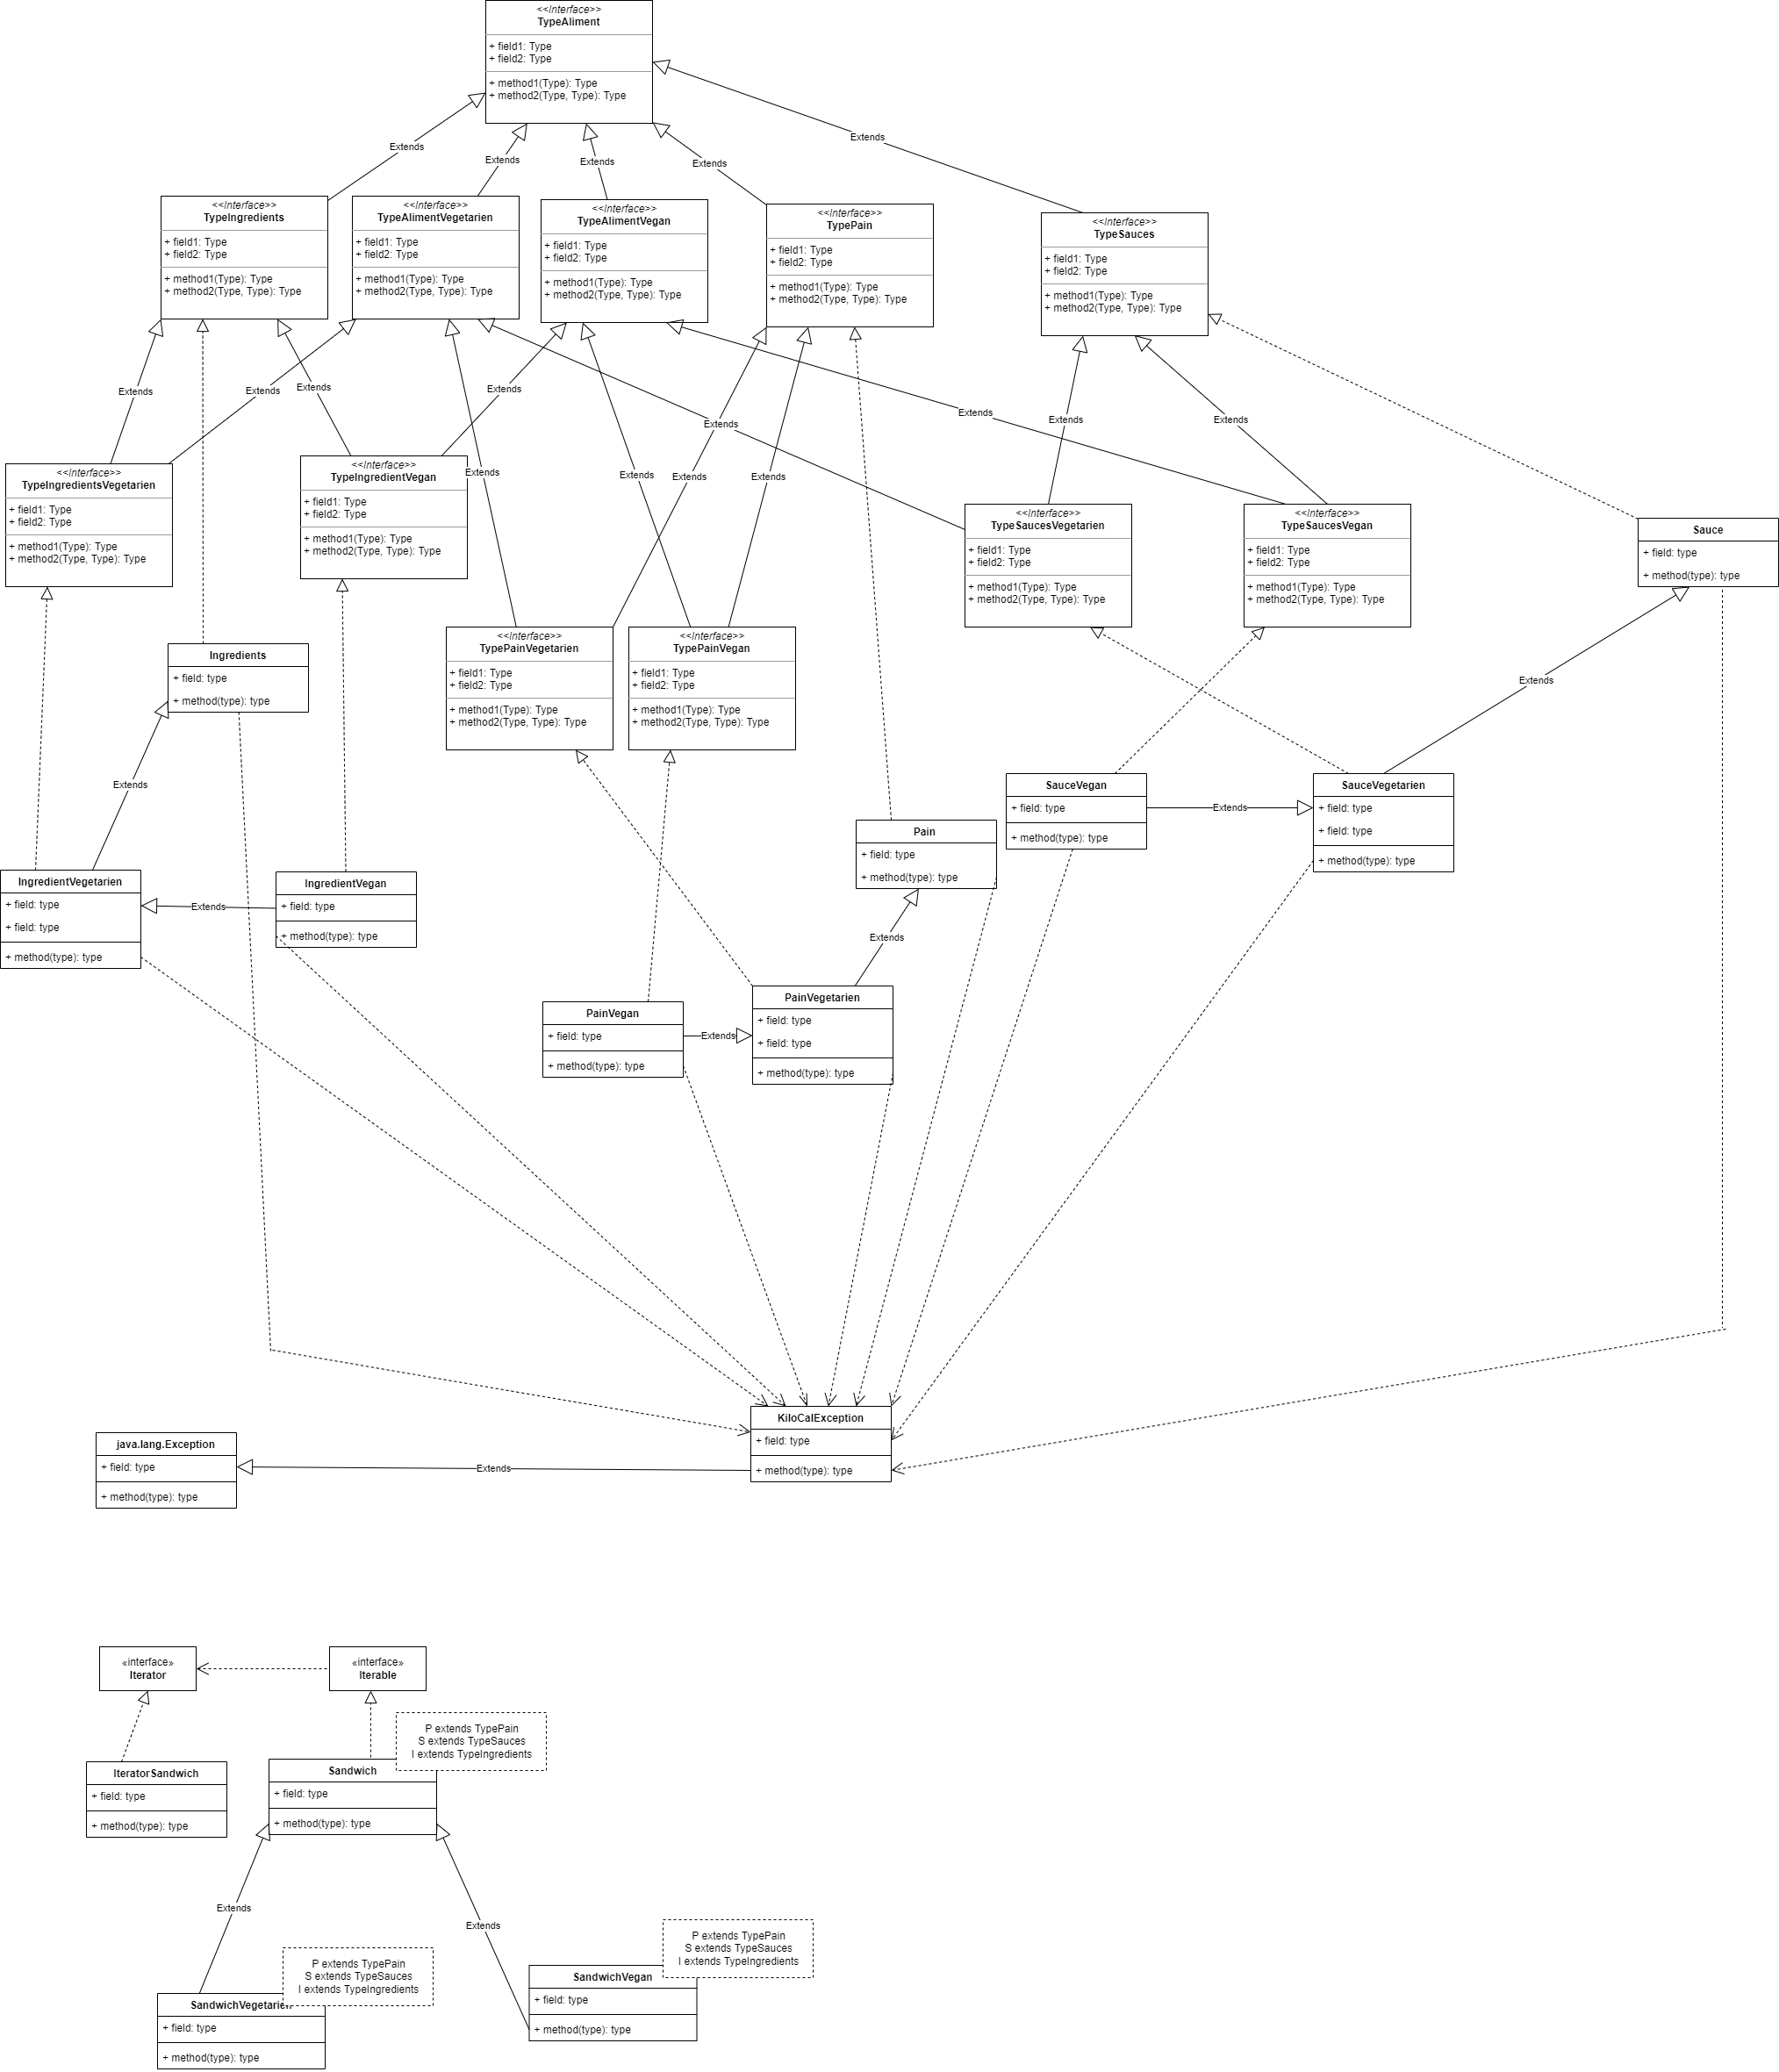 <<Interface>>
TypeAliment
+ field1: Type
+ field2: Type
+ method1(Type): Type
+ method2(Type, Type): Type
Extends
Extends
Extends
Extends
Extends
<<Interface>>
TypeIngredients
+ field1: Type
+ field2: Type
+ method1(Type): Type
+ method2(Type, Type): Type
<<Interface>>
TypeAlimentVegetarien
+ field1: Type
+ field2: Type
+ method1(Type): Type
+ method2(Type, Type): Type
<<Interface>>
TypeAlimentVegan
+ field1: Type
+ field2: Type
+ method1(Type): Type
+ method2(Type, Type): Type
<<Interface>>
TypePain
+ field1: Type
+ field2: Type
+ method1(Type): Type
+ method2(Type, Type): Type
<<Interface>>
TypeSauces
+ field1: Type
+ field2: Type
+ method1(Type): Type
+ method2(Type, Type): Type
Extends
Extends
Extends
Extends
Extends
Extends
Extends
Extends
Extends
Extends
Extends
Extends
<<Interface>>
TypeIngredientsVegetarien
+ field1: Type
+ field2: Type
+ method1(Type): Type
+ method2(Type, Type): Type
<<Interface>>
TypeIngredientVegan
+ field1: Type
+ field2: Type
+ method1(Type): Type
+ method2(Type, Type): Type
<<Interface>>
TypeSaucesVegetarien
+ field1: Type
+ field2: Type
+ method1(Type): Type
+ method2(Type, Type): Type
<<Interface>>
TypeSaucesVegan
+ field1: Type
+ field2: Type
+ method1(Type): Type
+ method2(Type, Type): Type
Sauce
+ field: type
+ method(type): type
Ingredients
+ field: type
+ method(type): type
<<Interface>>
TypePainVegetarien
+ field1: Type
+ field2: Type
+ method1(Type): Type
+ method2(Type, Type): Type
<<Interface>>
TypePainVegan
+ field1: Type
+ field2: Type
+ method1(Type): Type
+ method2(Type, Type): Type
Extends
Extends
SauceVegan
+ field: type
+ method(type): type
Extends
SauceVegetarien
+ field: type
+ field: type
+ method(type): type
Pain
+ field: type
+ method(type): type
IngredientVegetarien
+ field: type
+ field: type
+ method(type): type
Extends
IngredientVegan
+ field: type
+ method(type): type
Extends
PainVegan
+ field: type
+ method(type): type
Extends
PainVegetarien
+ field: type
+ field: type
+ method(type): type
KiloCalException
+ field: type
+ method(type): type
java.lang.Exception
+ field: type
+ method(type): type
Extends
«interface»
Iterator
«interface»
Iterable
P extends TypePain
S extends TypeSauces
I extends TypeIngredients
IteratorSandwich
+ field: type
+ method(type): type
Sandwich
+ field: type
+ method(type): type
Extends
Extends
P extends TypePain
S extends TypeSauces
I extends TypeIngredients
SandwichVegan
+ field: type
+ method(type): type
P extends TypePain
S extends TypeSauces
I extends TypeIngredients
SandwichVegetarien
+ field: type
+ method(type): type